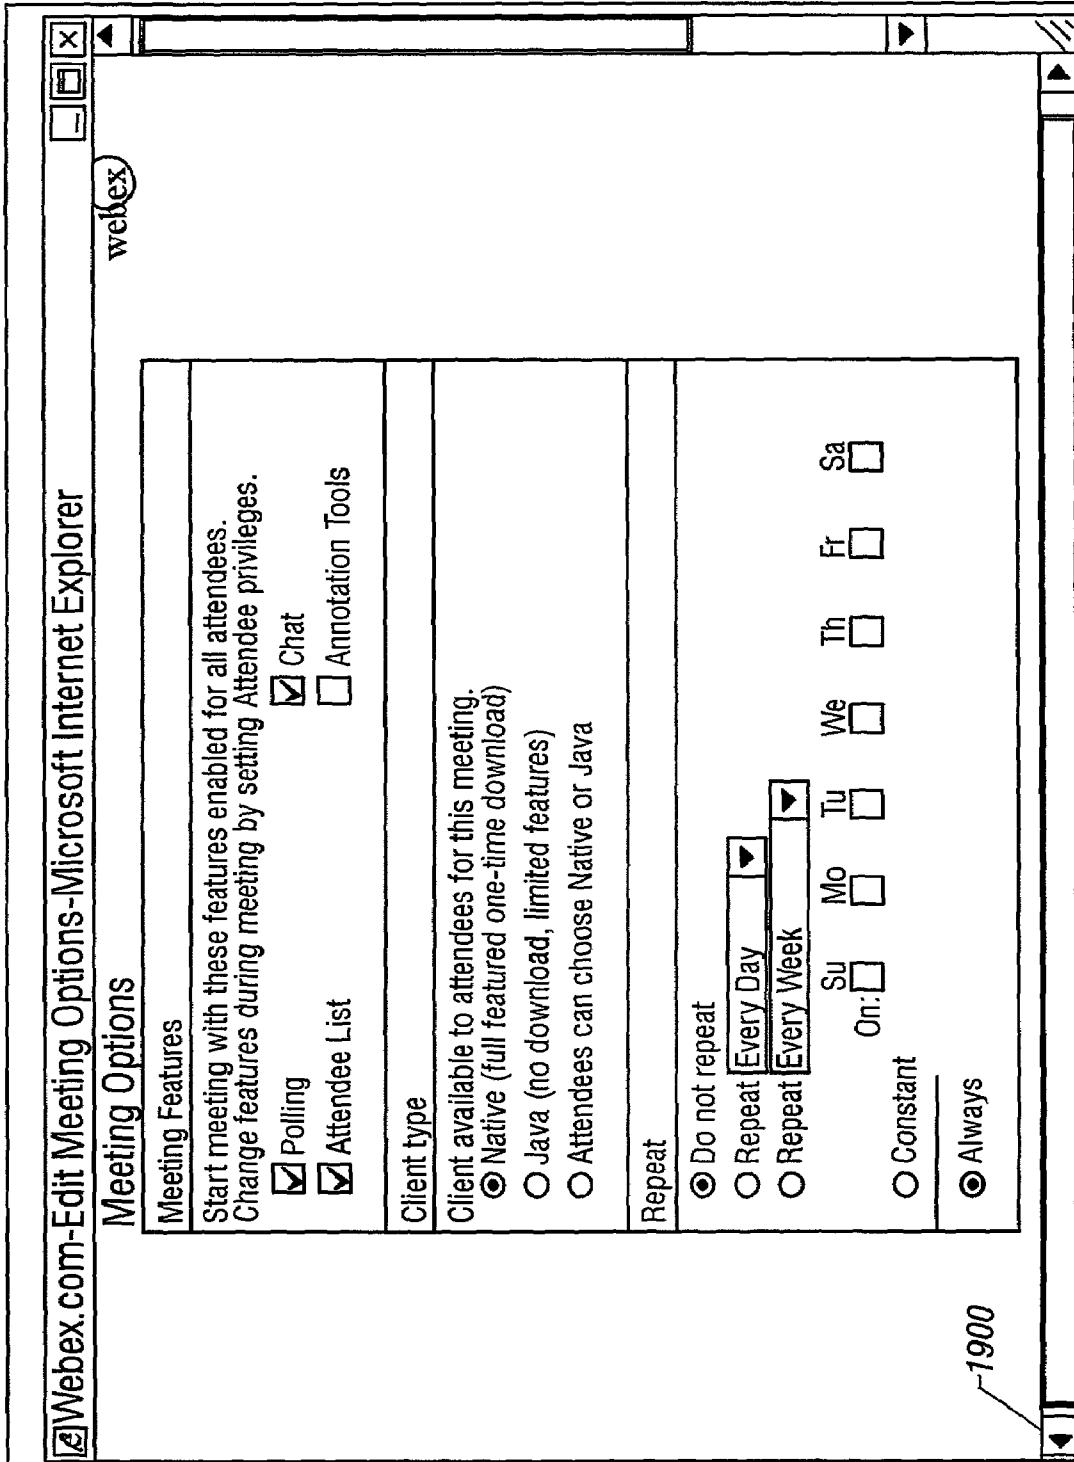 Webex.com-Edit Meeting Options-Microsoft Internet Explorer
webex
Meeting Options
Meeting Features
Start meeting with these features enabled for all attendees.
Change features during meeting by setting Attendee privileges.
Polling Chat
Attendee List Annotation Tools
Client type
Client available to attendees for this meeting.
Native (full featured one-time download)
Java (no download, limited features)
Attendees can choose Native or Java
Repeat
Do not repeat
Repeat Every Day
Repeat Every Week
Su Mo Tu We Th Fr Sa
On:
Constant
Always
1900